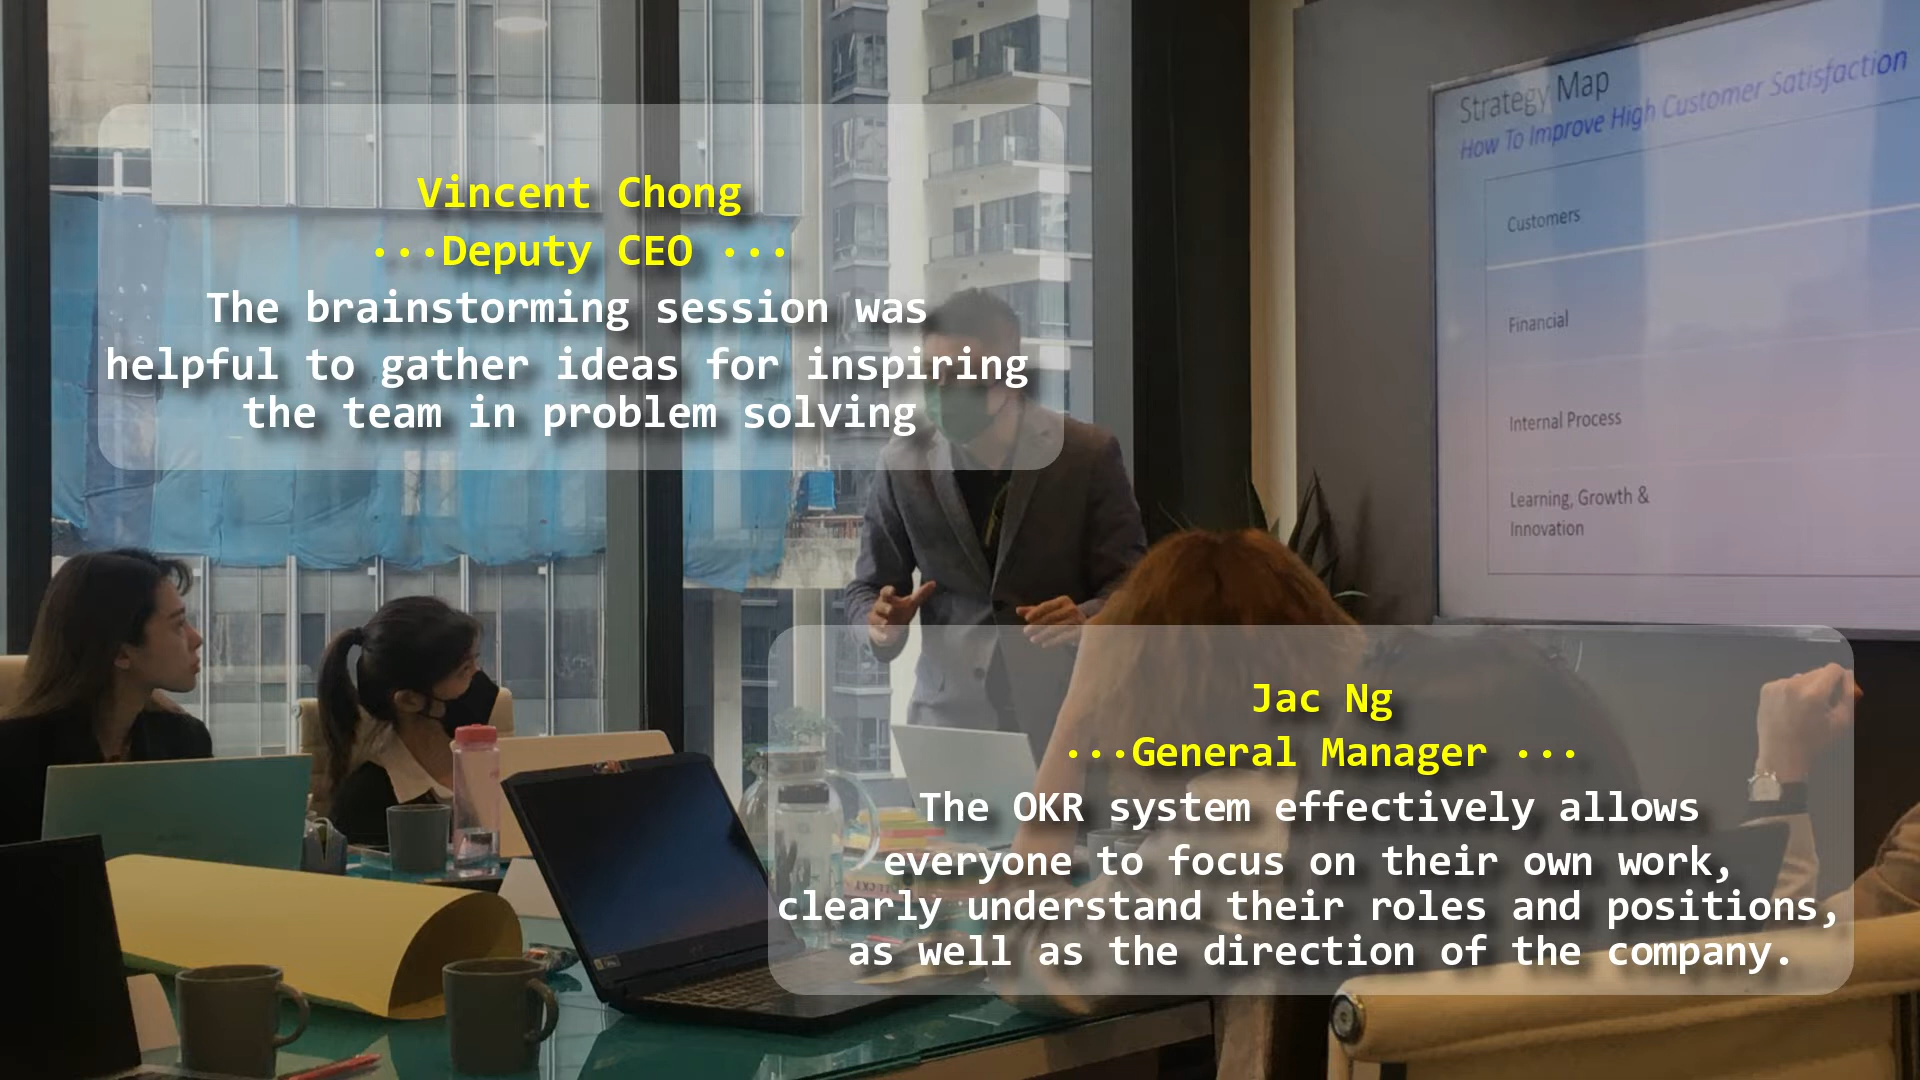 Vincent Chong
···Deputy CEO ···
The brainstorming session was
helpful to gather ideas for inspiring
the team in problem solving
Strategy Map
How To Improve High Customer Satisfaction
Customers
Financial
Internal Process
Learning, Growth &
Innovation
Jac Ng
···General Manager ···
The OKR system effectively allows
everyone to focus on their own work,
clearly understand their roles and positions,
as well as the direction of the company.